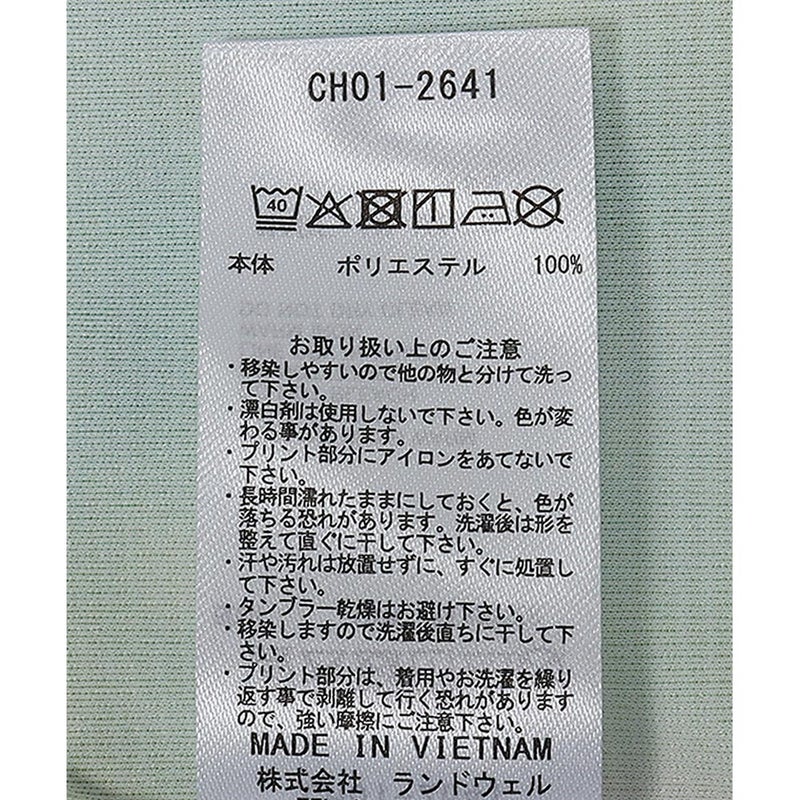 CH01-2641
40
本体 ポリエステル 100%
お取り扱い上のご注意
・移染しやすいので他の物と分けて洗っ
て下さい。
・漂白剤は使用しないで下さい。色が変
わる事があります。
・プリント部分にアイロンをあてないで
下さい。
・長時間濡れたままにしておくと、色が
落ちる恐れがあります。洗濯後は形を
整えて直ぐに干して下さい。
・汗や汚れは放置せずに、すぐに処置し
て下さい。
・タンブラー乾燥はお避け下さい。
・移染しますので洗濯後直ちに干して下
さい。
・プリント部分は、着用やお洗濯を繰り
返す事で剥離して行く恐れがあります
ので、強い摩擦にご注意下さい。
MADE IN VIETNAM
株式会社 ランドウェル